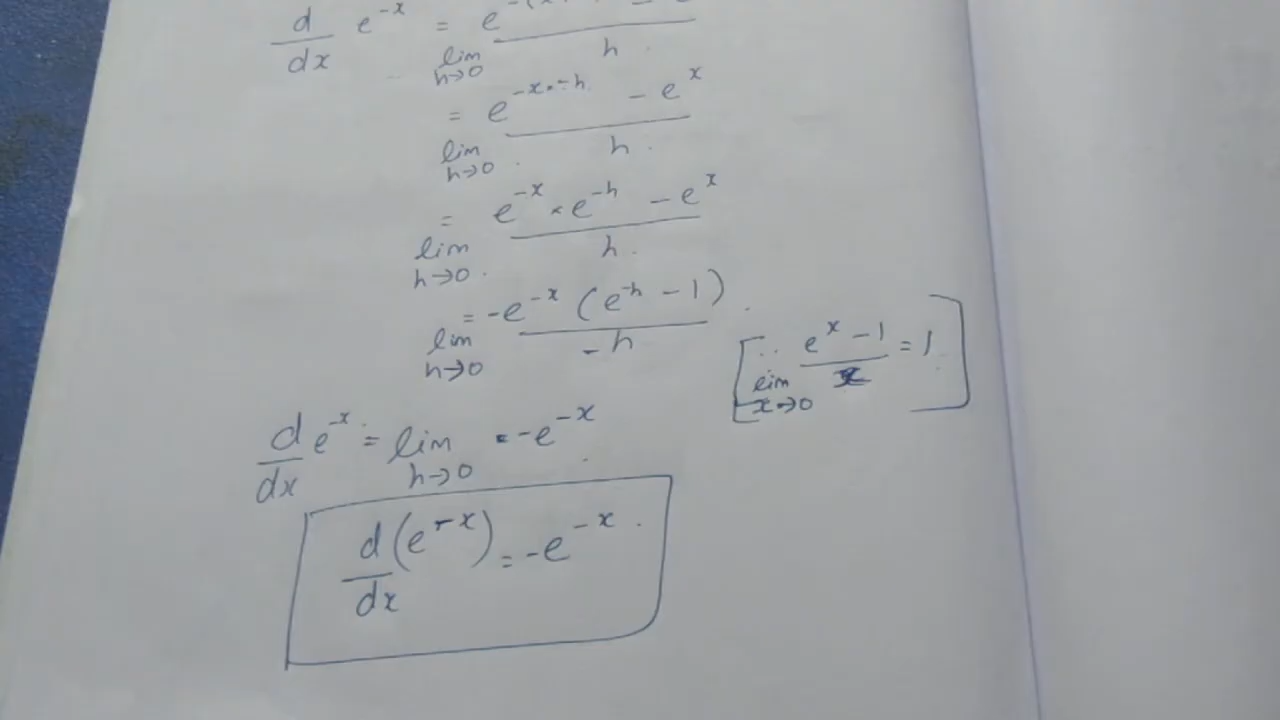 d/dx e^-x = lim h→0 e^-(x / h
= lim h→0 (e^-x-h - e^x) / h
= lim h→0 (e^-x × e^-h - e^x) / h
= lim h→0 -e^-x (e^-h - 1) / -h
[∵ lim x→0 (e^x - 1) / x = 1]
d/dx e^-x = lim h→0 -e^-x
d/dx (e^-x) = -e^-x